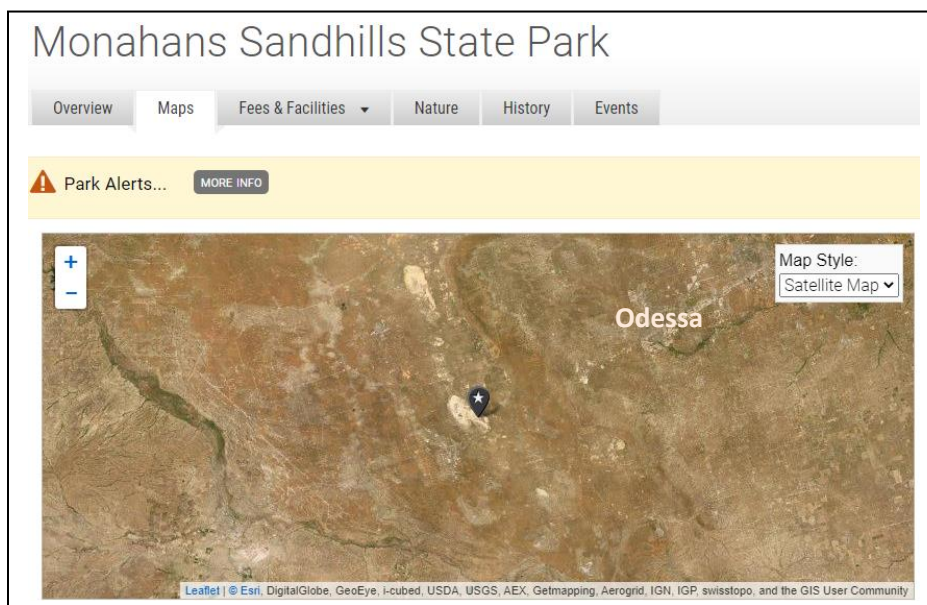 Monahans Sandhills State Park
Overview Maps Fees & Facilities Nature History Events
Park Alerts... MORE INFO
+
−
Map Style:
Satellite Map
Odessa
Leaflet | © Esri, DigitalGlobe, GeoEye, i-cubed, USDA, USGS, AEX, Getmapping, Aerogrid, IGN, IGP, swisstopo, and the GIS User Community